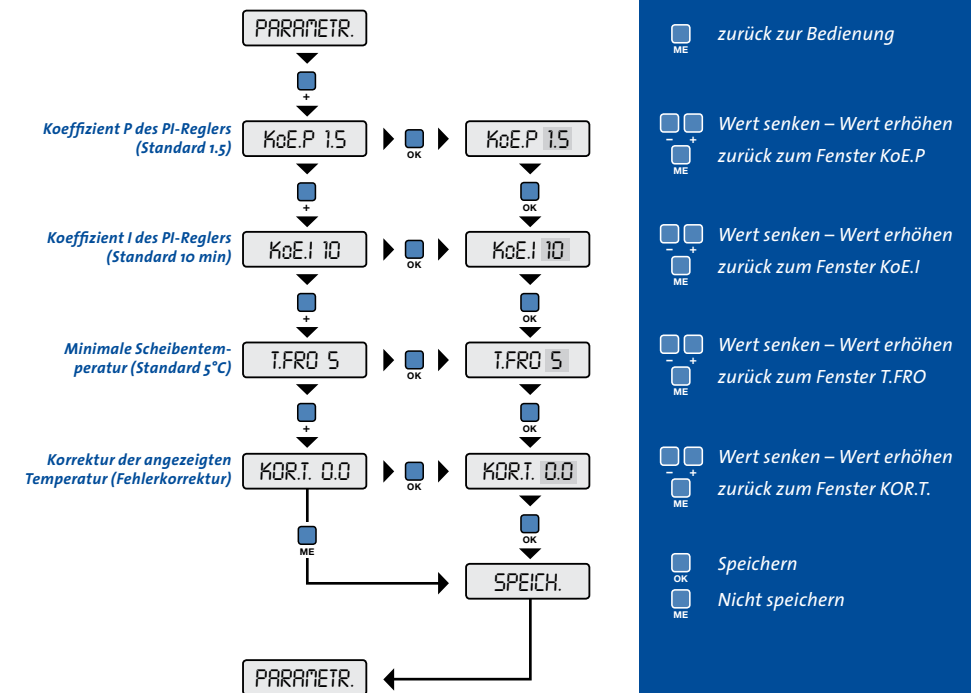 PARAMETR.
ME
zurück zur Bedienung
+
Koeffizient P des PI-Reglers
(Standard 1.5)
KoE.P 1.5
OK
KoE.P 1.5
– +
Wert senken – Wert erhöhen
ME
zurück zum Fenster KoE.P
+
OK
Koeffizient I des PI-Reglers
(Standard 10 min)
KoE.I 10
OK
KoE.I 10
– +
Wert senken – Wert erhöhen
ME
zurück zum Fenster KoE.I
+
OK
Minimale Scheibentem-
peratur (Standard 5°C)
T.FRO 5
OK
T.FRO 5
– +
Wert senken – Wert erhöhen
ME
zurück zum Fenster T.FRO
+
OK
Korrektur der angezeigten
Temperatur (Fehlerkorrektur)
KOR.T. 0.0
OK
KOR.T. 0.0
– +
Wert senken – Wert erhöhen
ME
zurück zum Fenster KOR.T.
ME
OK
SPEICH.
OK
Speichern
ME
Nicht speichern
PARAMETR.